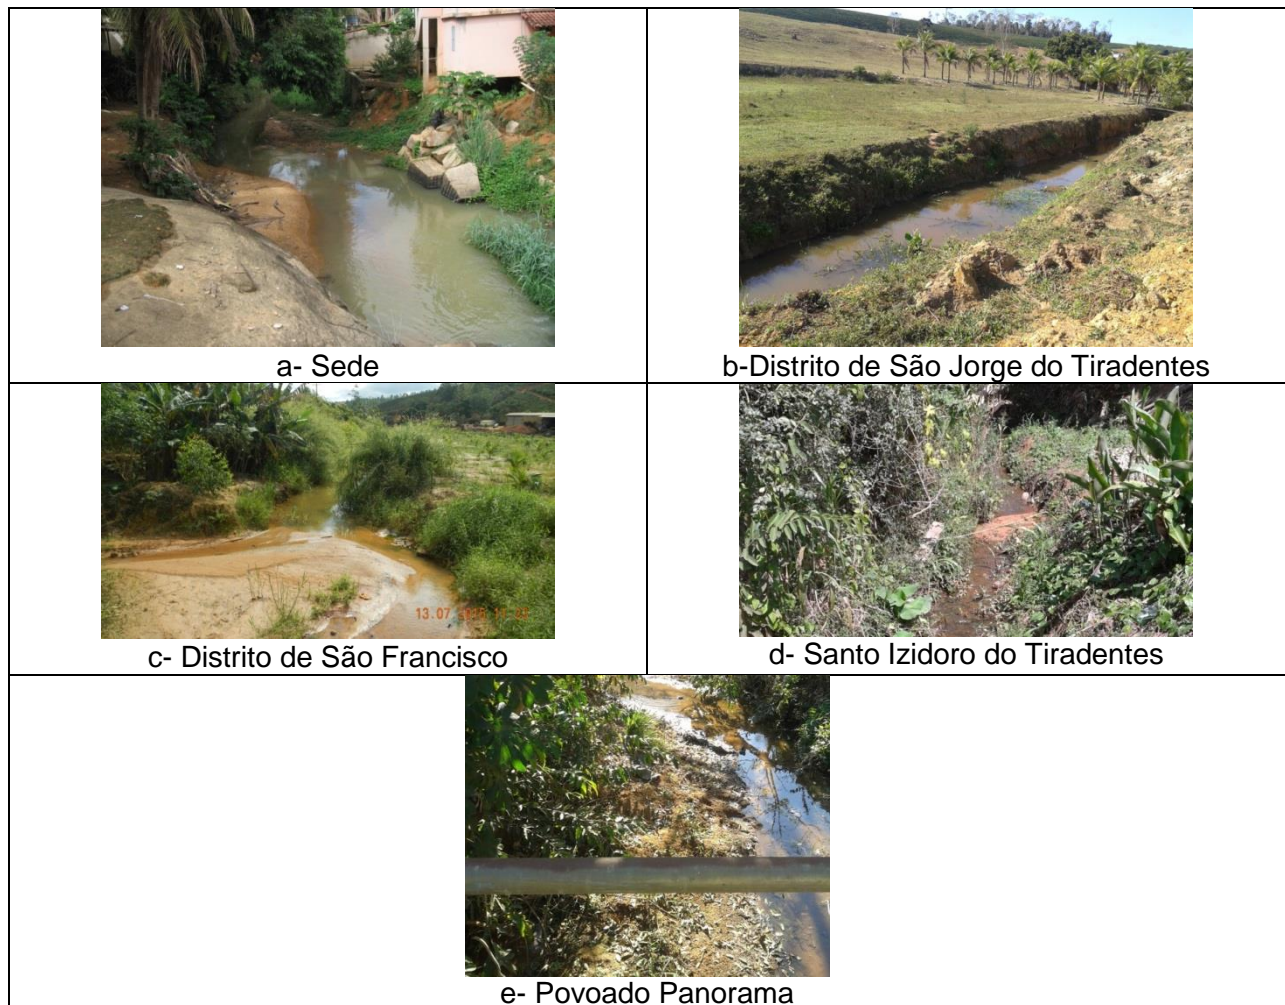 a- Sede
b-Distrito de São Jorge do Tiradentes
c- Distrito de São Francisco
d- Santo Izidoro do Tiradentes
e- Povoado Panorama